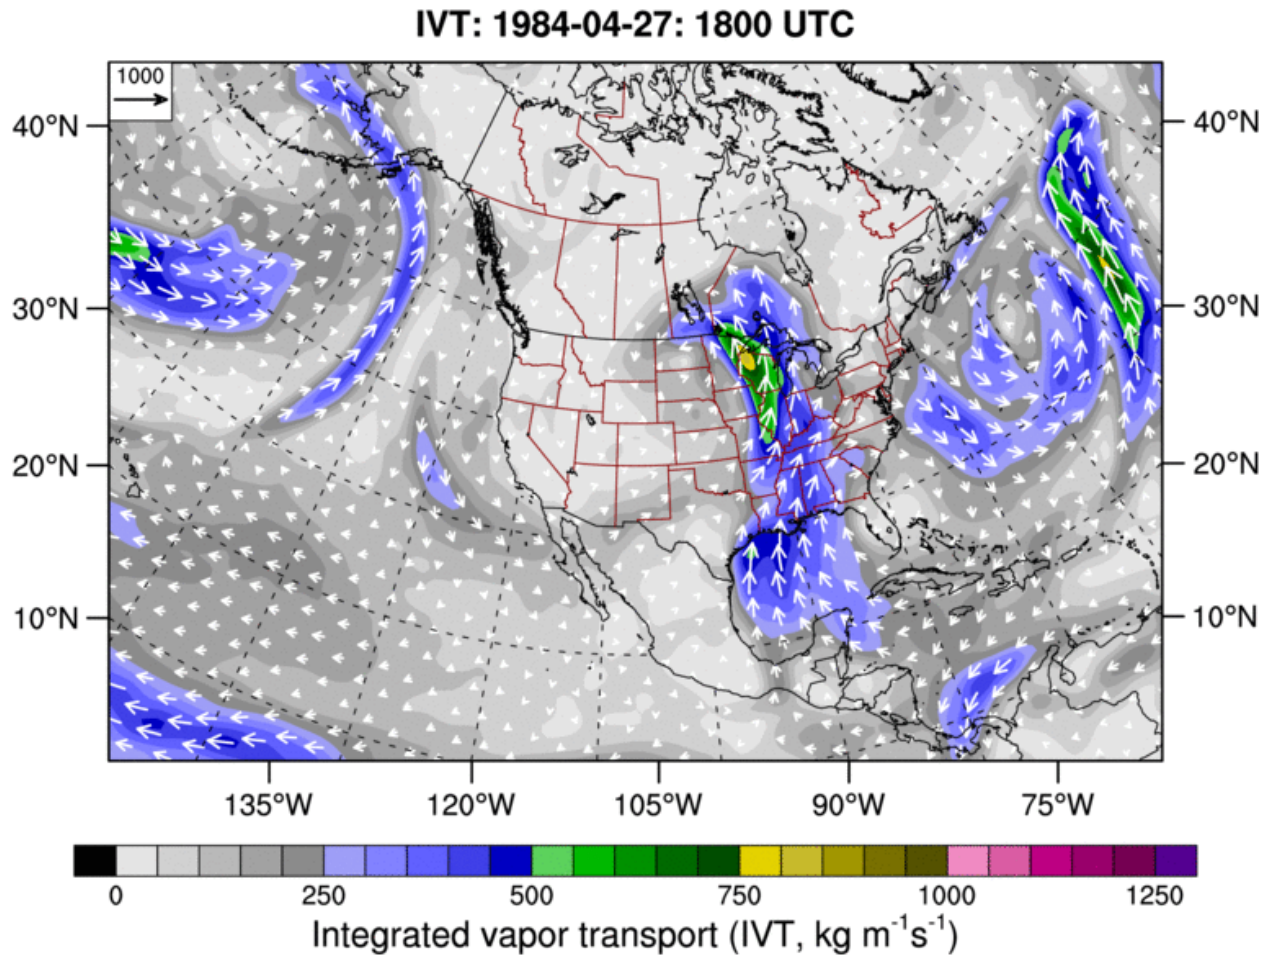 IVT: 1984-04-27: 1800 UTC
1000
40°N 40°N
30°N 30°N
20°N 20°N
10°N 10°N
135°W 120°W 105°W 90°W 75°W
0 250 500 750 1000 1250
Integrated vapor transport (IVT, kg m⁻¹s⁻¹)